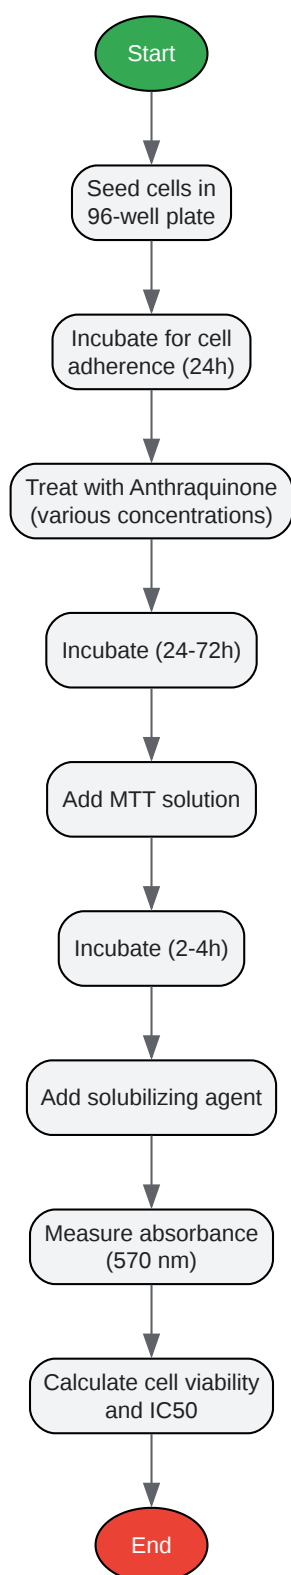 Start
Seed cells in
96-well plate
Incubate for cell
adherence (24h)
Treat with Anthraquinone
(various concentrations)
Incubate (24-72h)
Add MTT solution
Incubate (2-4h)
Add solubilizing agent
Measure absorbance
(570 nm)
Calculate cell viability
and IC50
End